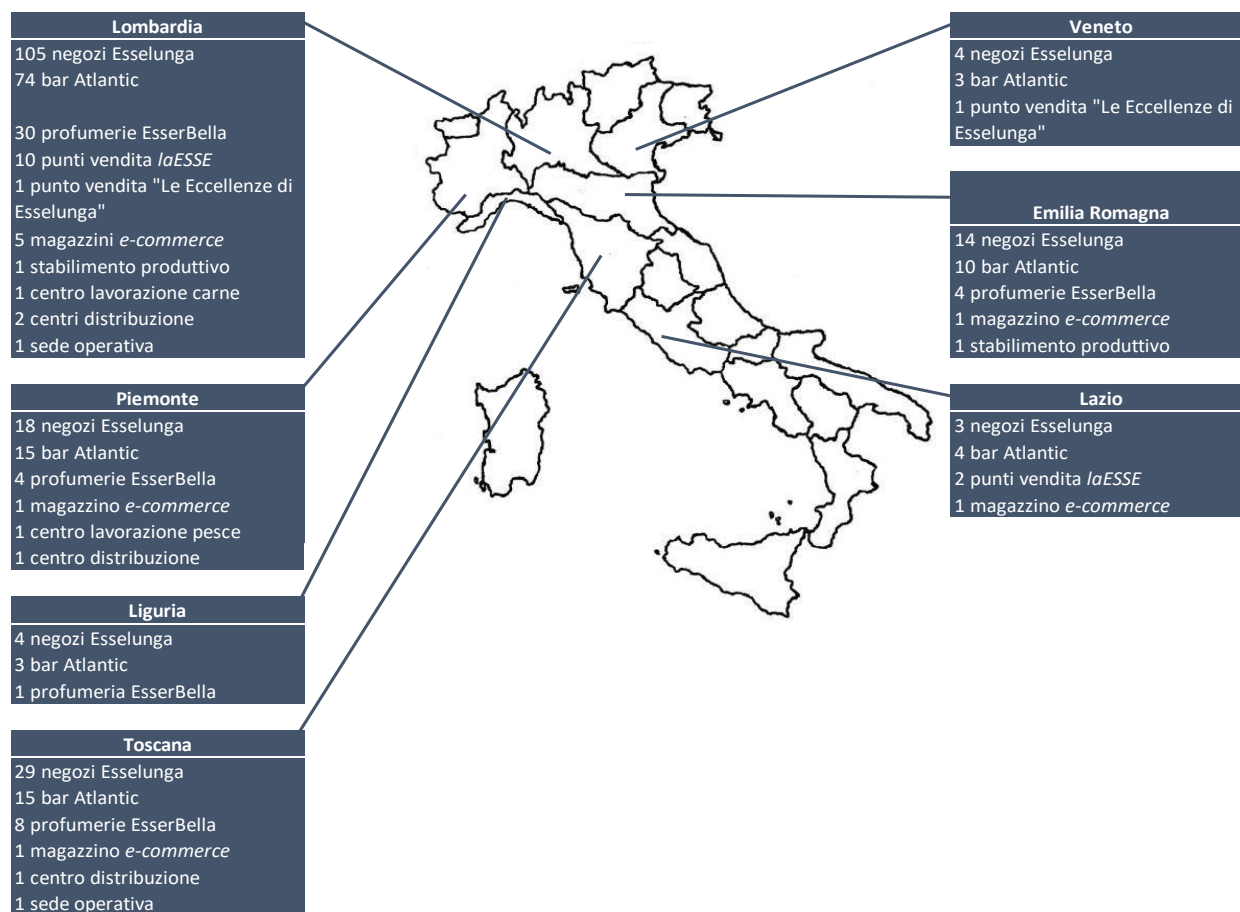 Lombardia
105 negozi Esselunga
74 bar Atlantic
30 profumerie EsserBella
10 punti vendita laESSE
1 punto vendita "Le Eccellenze di
Esselunga"
5 magazzini e-commerce
1 stabilimento produttivo
1 centro lavorazione carne
2 centri distribuzione
1 sede operativa
Piemonte
18 negozi Esselunga
15 bar Atlantic
4 profumerie EsserBella
1 magazzino e-commerce
1 centro lavorazione pesce
1 centro distribuzione
Liguria
4 negozi Esselunga
3 bar Atlantic
1 profumeria EsserBella
Toscana
29 negozi Esselunga
15 bar Atlantic
8 profumerie EsserBella
1 magazzino e-commerce
1 centro distribuzione
1 sede operativa
Veneto
4 negozi Esselunga
3 bar Atlantic
1 punto vendita "Le Eccellenze di
Esselunga"
Emilia Romagna
14 negozi Esselunga
10 bar Atlantic
4 profumerie EsserBella
1 magazzino e-commerce
1 stabilimento produttivo
Lazio
3 negozi Esselunga
4 bar Atlantic
2 punti vendita laESSE
1 magazzino e-commerce